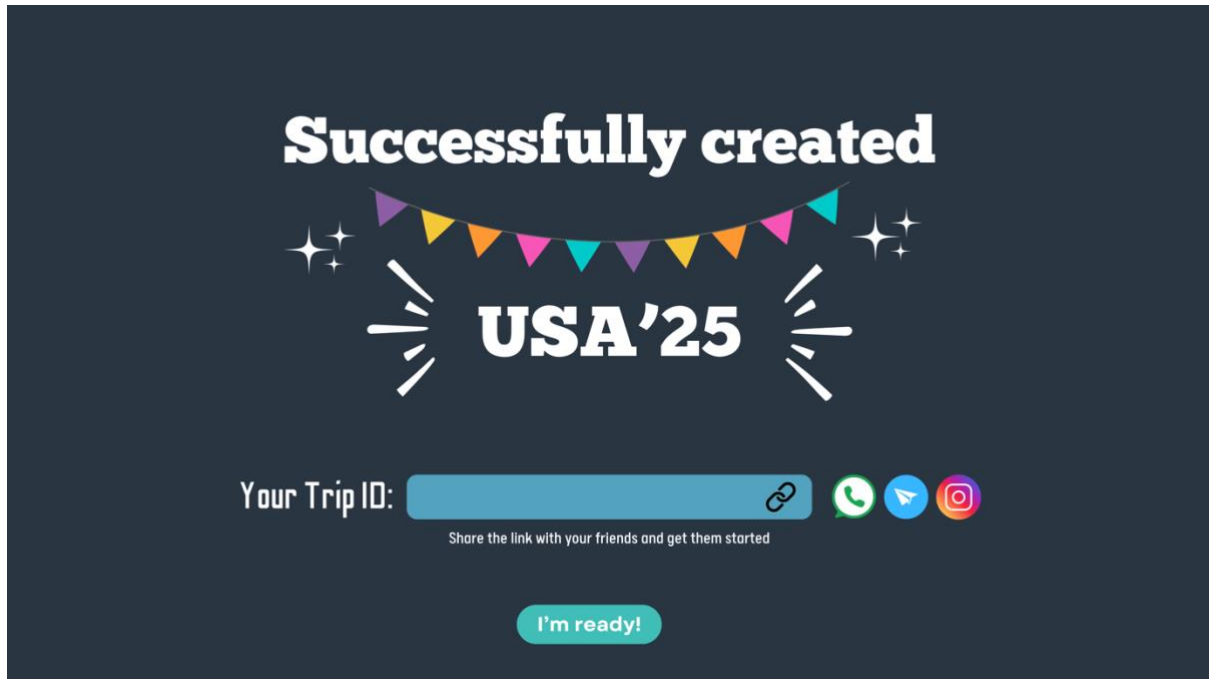 Successfully created
USA’25
Your Trip ID:
Share the link with your friends and get them started
I’m ready!